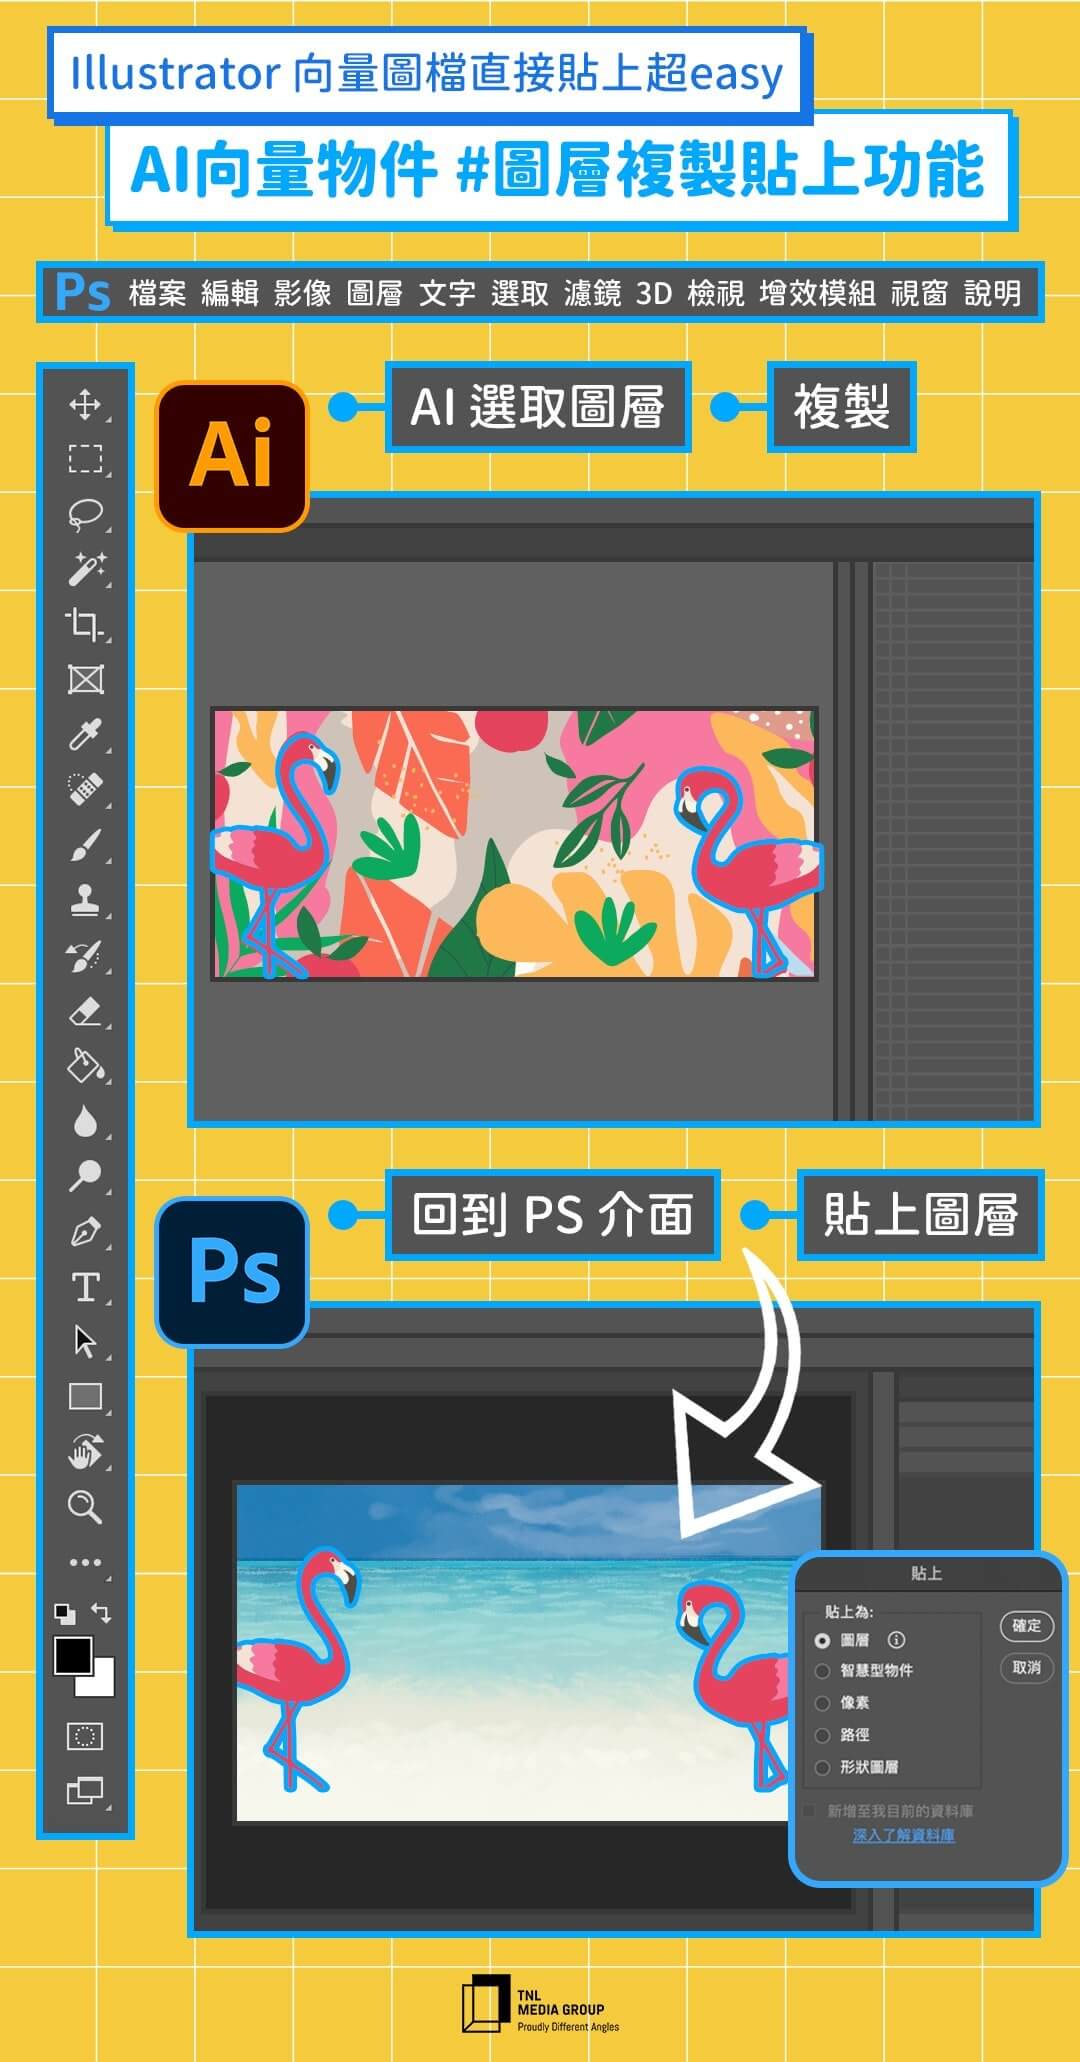 Illustrator 向量圖檔直接貼上超easy
AI向量物件 #圖層複製貼上功能
Ps 檔案 編輯 影像 圖層 文字 選取 濾鏡 3D 檢視 增效模組 視窗 說明
Ai
AI 選取圖層
複製
T
Ps
回到 PS 介面
貼上圖層
貼上
貼上為:
圖層
智慧型物件
像素
路徑
形狀圖層
確定
取消
新增至我目前的資料庫
深入了解資料庫
TNL
MEDIA GROUP
Proudly Different Angles